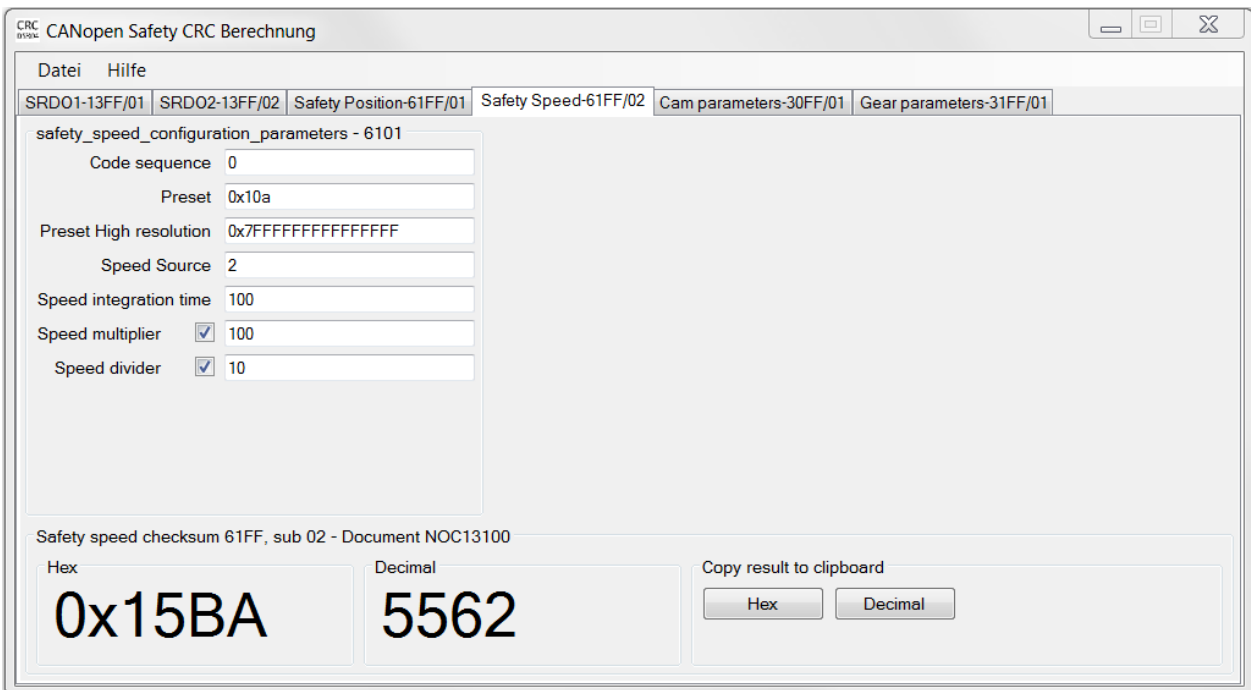 CRC CANopen Safety CRC Berechnung
Datei Hilfe
SRDO1-13FF/01 SRDO2-13FF/02 Safety Position-61FF/01 Safety Speed-61FF/02 Cam parameters-30FF/01 Gear parameters-31FF/01
safety_speed_configuration_parameters - 6101
Code sequence 0
Preset 0x10a
Preset High resolution 0x7FFFFFFFFFFFFFFF
Speed Source 2
Speed integration time 100
Speed multiplier 100
Speed divider 10
Safety speed checksum 61FF, sub 02 - Document NOC13100
Hex Decimal Copy result to clipboard
0x15BA 5562 Hex Decimal